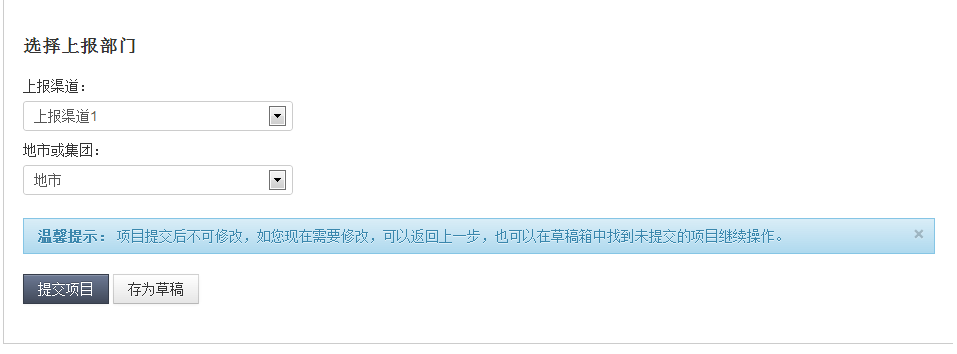 选择上报部门
上报渠道：
上报渠道1
地市或集团：
地市
温馨提示： 项目提交后不可修改，如您现在需要修改，可以返回上一步，也可以在草稿箱中找到未提交的项目继续操作。 ×
提交项目 存为草稿